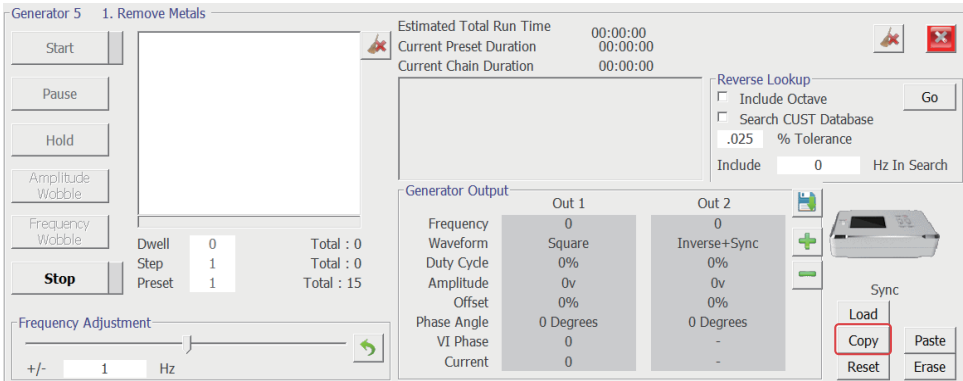 Generator 5 1. Remove Metals
Start
Pause
Hold
Amplitude
Wobble
Frequency
Wobble
Stop
Dwell 0 Total : 0
Step 1 Total : 0
Preset 1 Total : 15
Frequency Adjustment
+/- 1 Hz
Estimated Total Run Time 00:00:00
Current Preset Duration 00:00:00
Current Chain Duration 00:00:00
Reverse Lookup
Include Octave
Go
Search CUST Database
.025 % Tolerance
Include 0 Hz In Search
Generator Output
Out 1 Out 2
Frequency 0 0
Waveform Square Inverse+Sync
Duty Cycle 0% 0%
Amplitude 0v 0v
Offset 0% 0%
Phase Angle 0 Degrees 0 Degrees
VI Phase 0 -
Current 0 -
Sync
Load
Copy Paste
Reset Erase